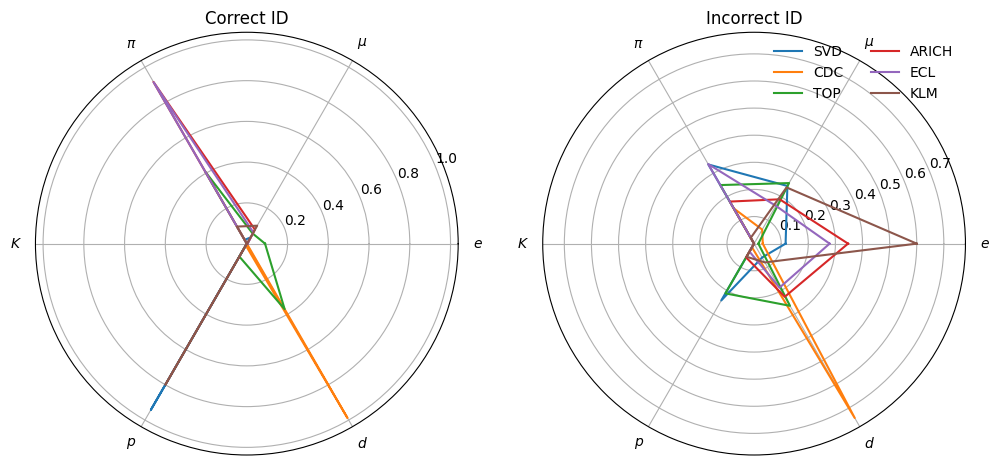 Correct ID
π
μ
K
e
p
d
0.2
0.4
0.6
0.8
1.0
Incorrect ID
π
μ
K
e
p
d
0.1
0.2
0.3
0.4
0.5
0.6
0.7
SVD
CDC
TOP
ARICH
ECL
KLM